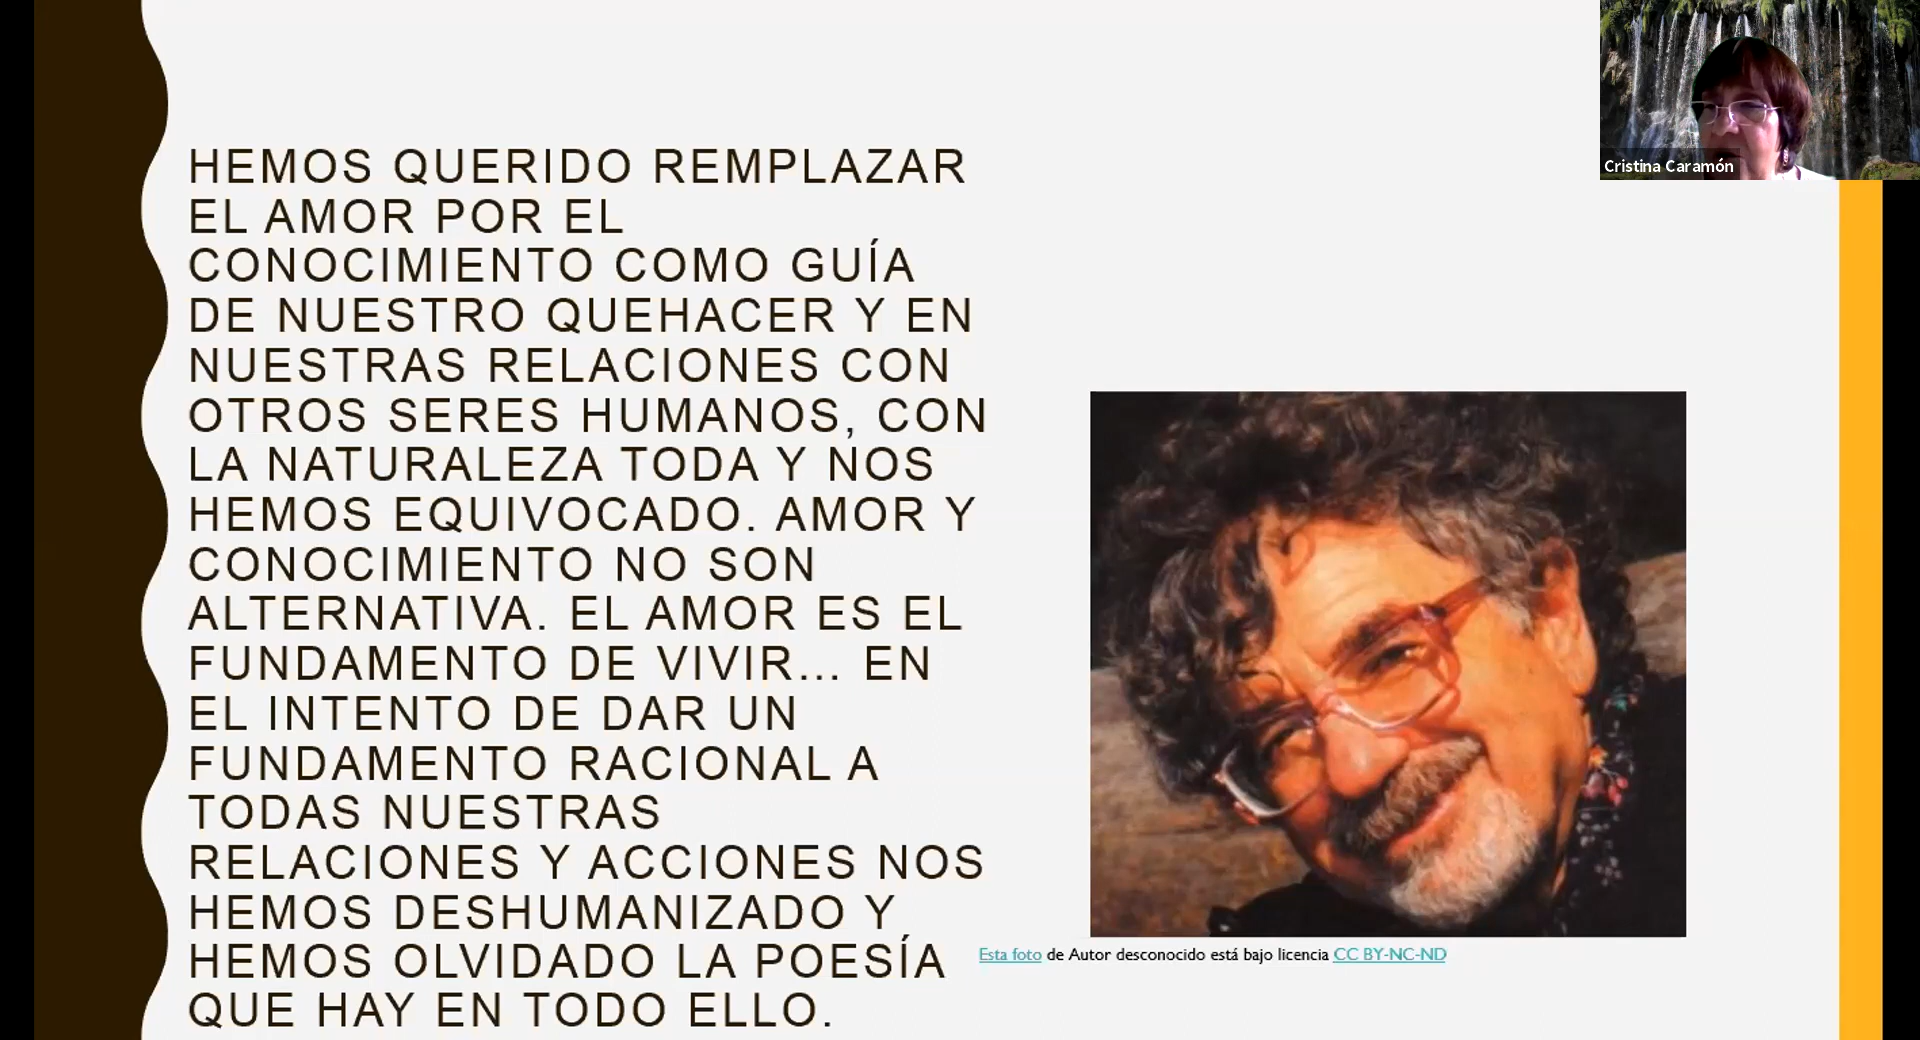 HEMOS QUERIDO REMPLAZAR
EL AMOR POR EL
CONOCIMIENTO COMO GUÍA
DE NUESTRO QUEHACER Y EN
NUESTRAS RELACIONES CON
OTROS SERES HUMANOS, CON
LA NATURALEZA TODA Y NOS
HEMOS EQUIVOCADO. AMOR Y
CONOCIMIENTO NO SON
ALTERNATIVA. EL AMOR ES EL
FUNDAMENTO DE VIVIR... EN
EL INTENTO DE DAR UN
FUNDAMENTO RACIONAL A
TODAS NUESTRAS
RELACIONES Y ACCIONES NOS
HEMOS DESHUMANIZADO Y
HEMOS OLVIDADO LA POESÍA
QUE HAY EN TODO ELLO.
Esta foto de Autor desconocido está bajo licencia CC BY-NC-ND
Cristina Caramón